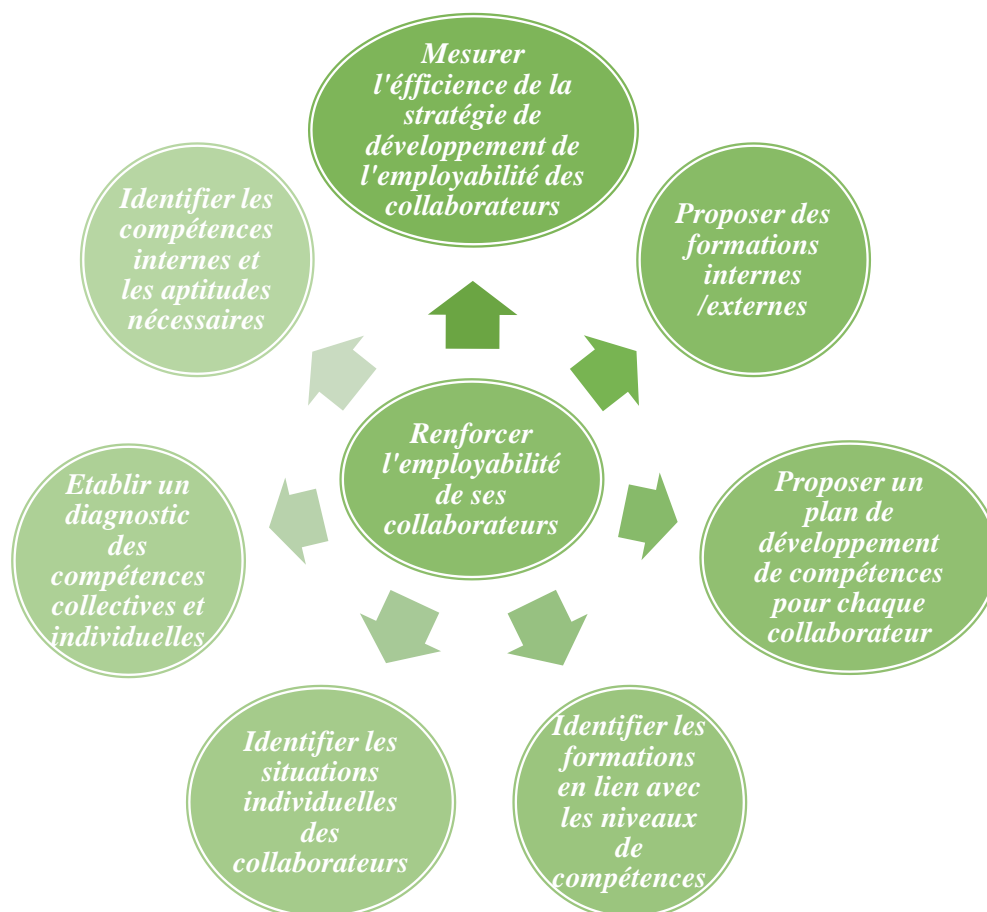 Mesurer
l'éfficience de la
stratégie de
développement de
l'employabilité des
collaborateurs
Proposer des
formations
internes
/externes
Proposer un
plan de
développement
de compétences
pour chaque
collaborateur
Identifier les
formations
en lien avec
les niveaux
de
compétences
Identifier les
situations
individuelles
des
collaborateurs
Etablir un
diagnostic
des
compétences
collectives et
individuelles
Identifier les
compétences
internes et
les aptitudes
nécessaires
Renforcer
l'employabilité
de ses
collaborateurs